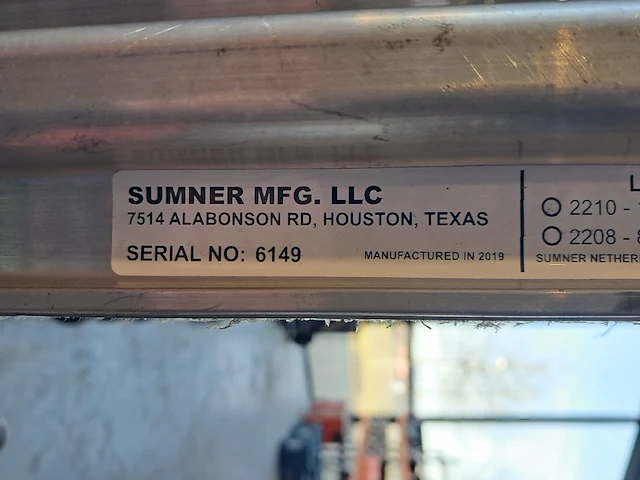 SUMNER MFG. LLC
7514 ALABONSON RD, HOUSTON, TEXAS
SERIAL NO: 6149
MANUFACTURED IN 2019
2210 -
2208 -
SUMNER